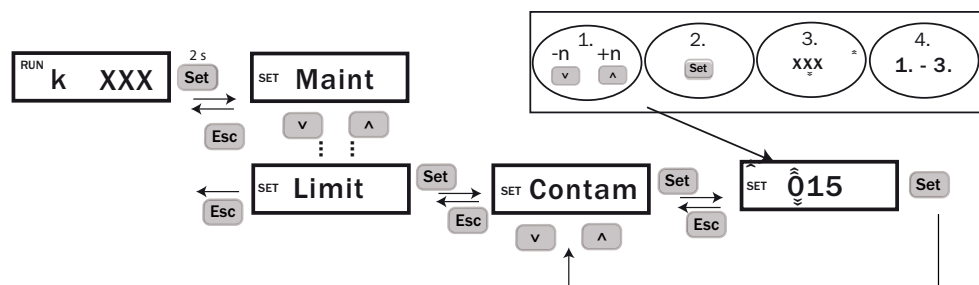 1. 2. 3. 4.
-n +n Set XXX 1. - 3.
v ʌ
2 s
RUN k XXX Set SET Maint
Esc v ʌ
SET Limit Set SET Contam Set SET 015 Set
Esc Esc Esc
v ʌ